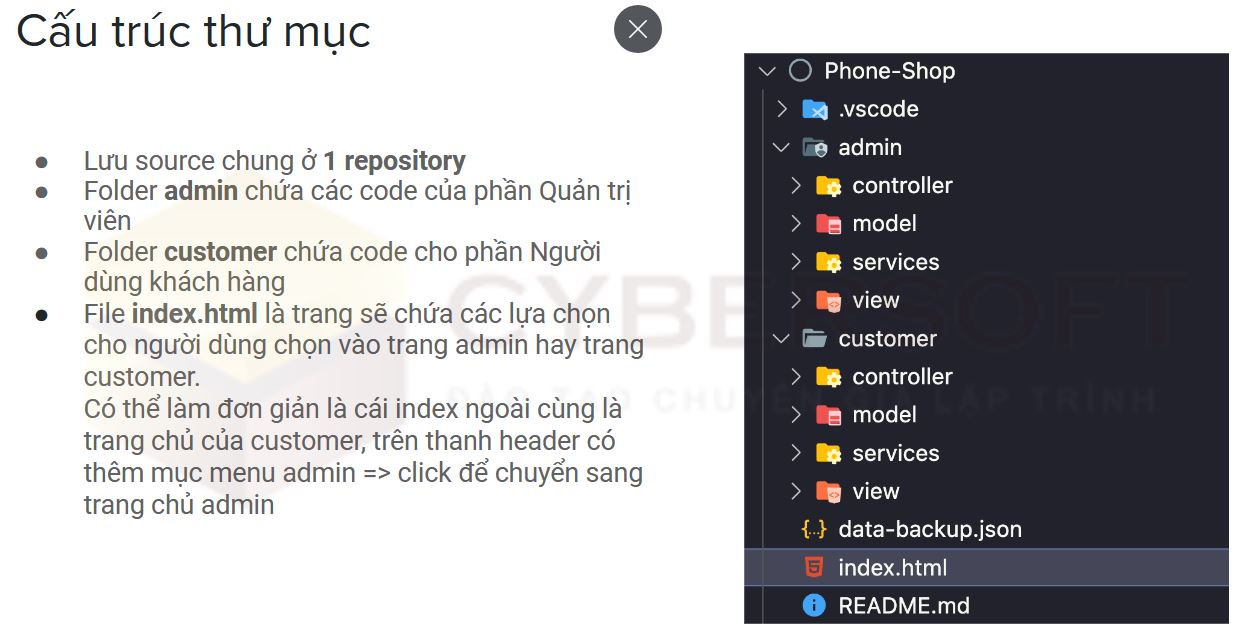 Cấu trúc thư mục
● Lưu source chung ở 1 repository
● Folder admin chứa các code của phần Quản trị
viên
● Folder customer chứa code cho phần Người
dùng khách hàng
● File index.html là trang sẽ chứa các lựa chọn
cho người dùng chọn vào trang admin hay trang
customer.
Có thể làm đơn giản là cái index ngoài cùng là
trang chủ của customer, trên thanh header có
thêm mục menu admin => click để chuyển sang
trang chủ admin
CYBERSOFT
ĐÀO TẠO CHUYÊN GIA LẬP TRÌNH
Phone-Shop
.vscode
admin
controller
model
services
view
customer
controller
model
services
view
{..} data-backup.json
index.html
README.md